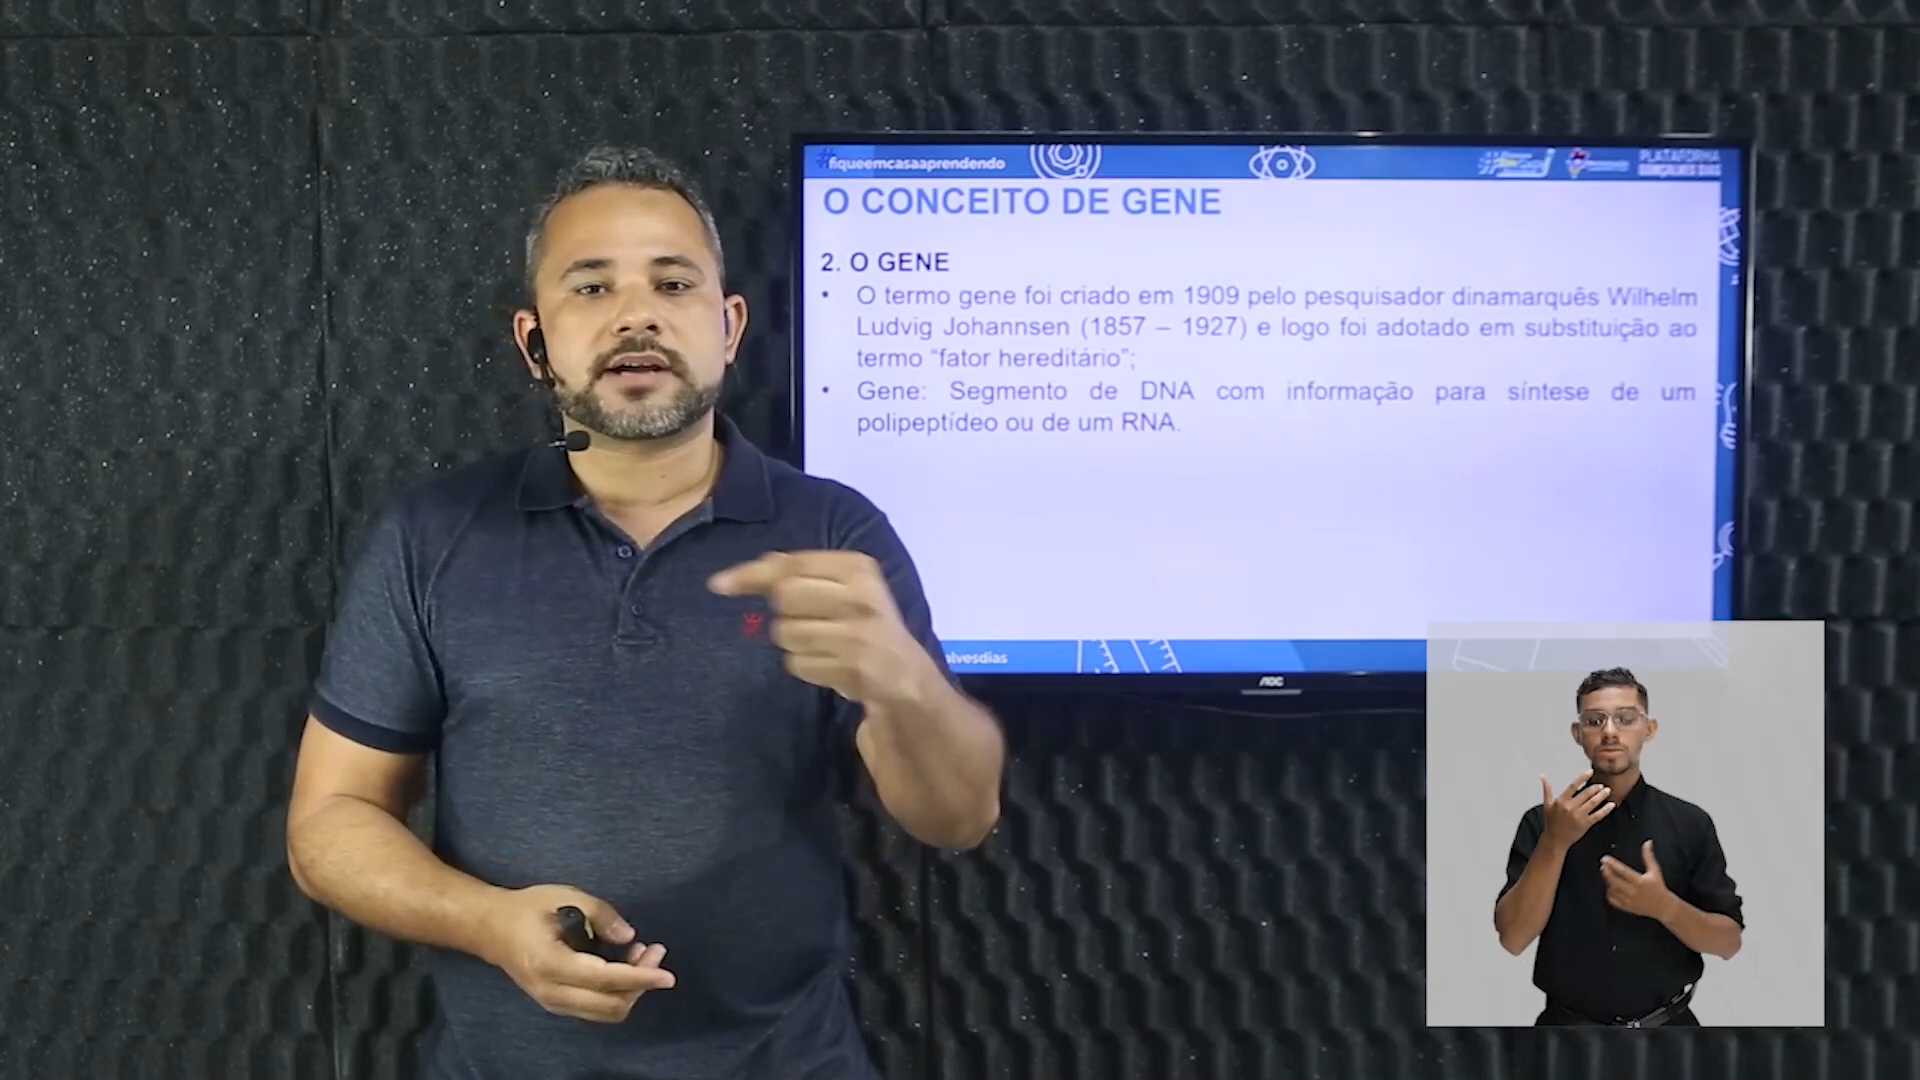 #fiqueemcasaaprendendo
PLATAFORMA
GONÇALVES DIAS
O CONCEITO DE GENE
2. O GENE
• O termo gene foi criado em 1909 pelo pesquisador dinamarquês Wilhelm
Ludvig Johannsen (1857 – 1927) e logo foi adotado em substituição ao
termo “fator hereditário”;
• Gene: Segmento de DNA com informação para síntese de um
polipeptídeo ou de um RNA.
alvesdias
AOC